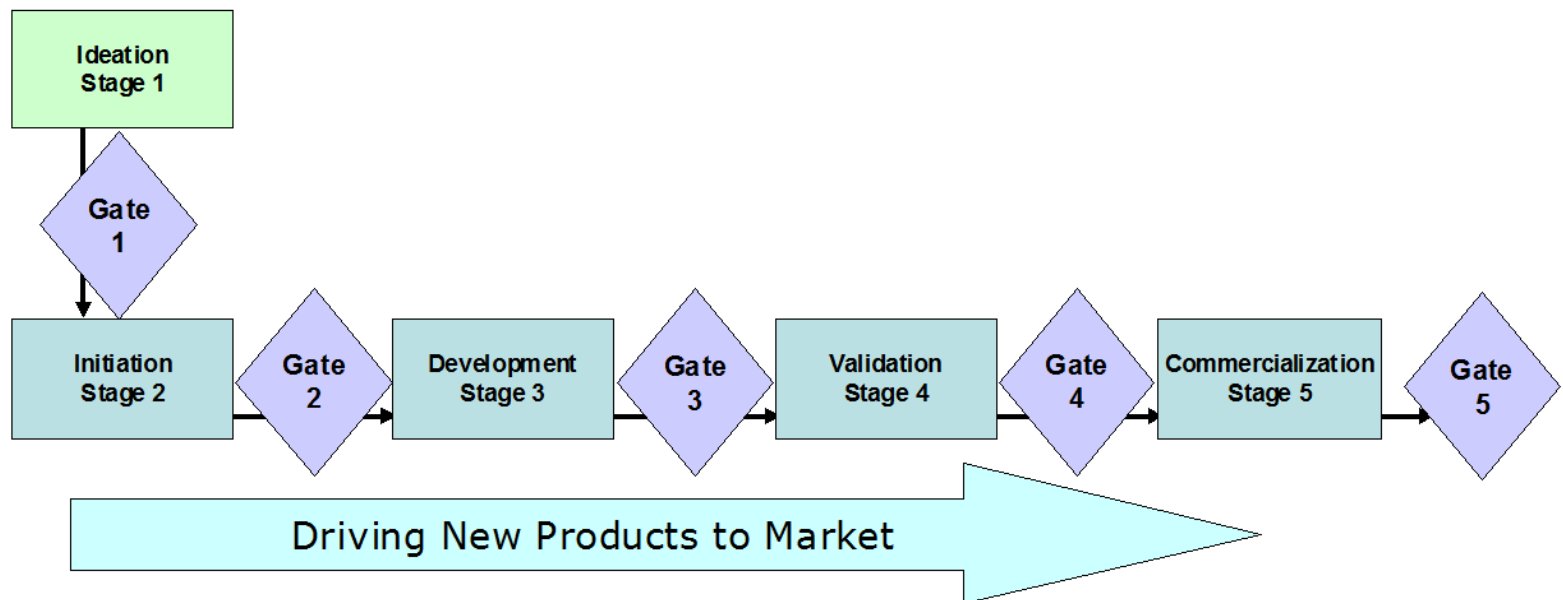 Ideation
Stage 1
Gate
1
Initiation
Stage 2
Gate
2
Development
Stage 3
Gate
3
Validation
Stage 4
Gate
4
Commercialization
Stage 5
Gate
5
Driving New Products to Market